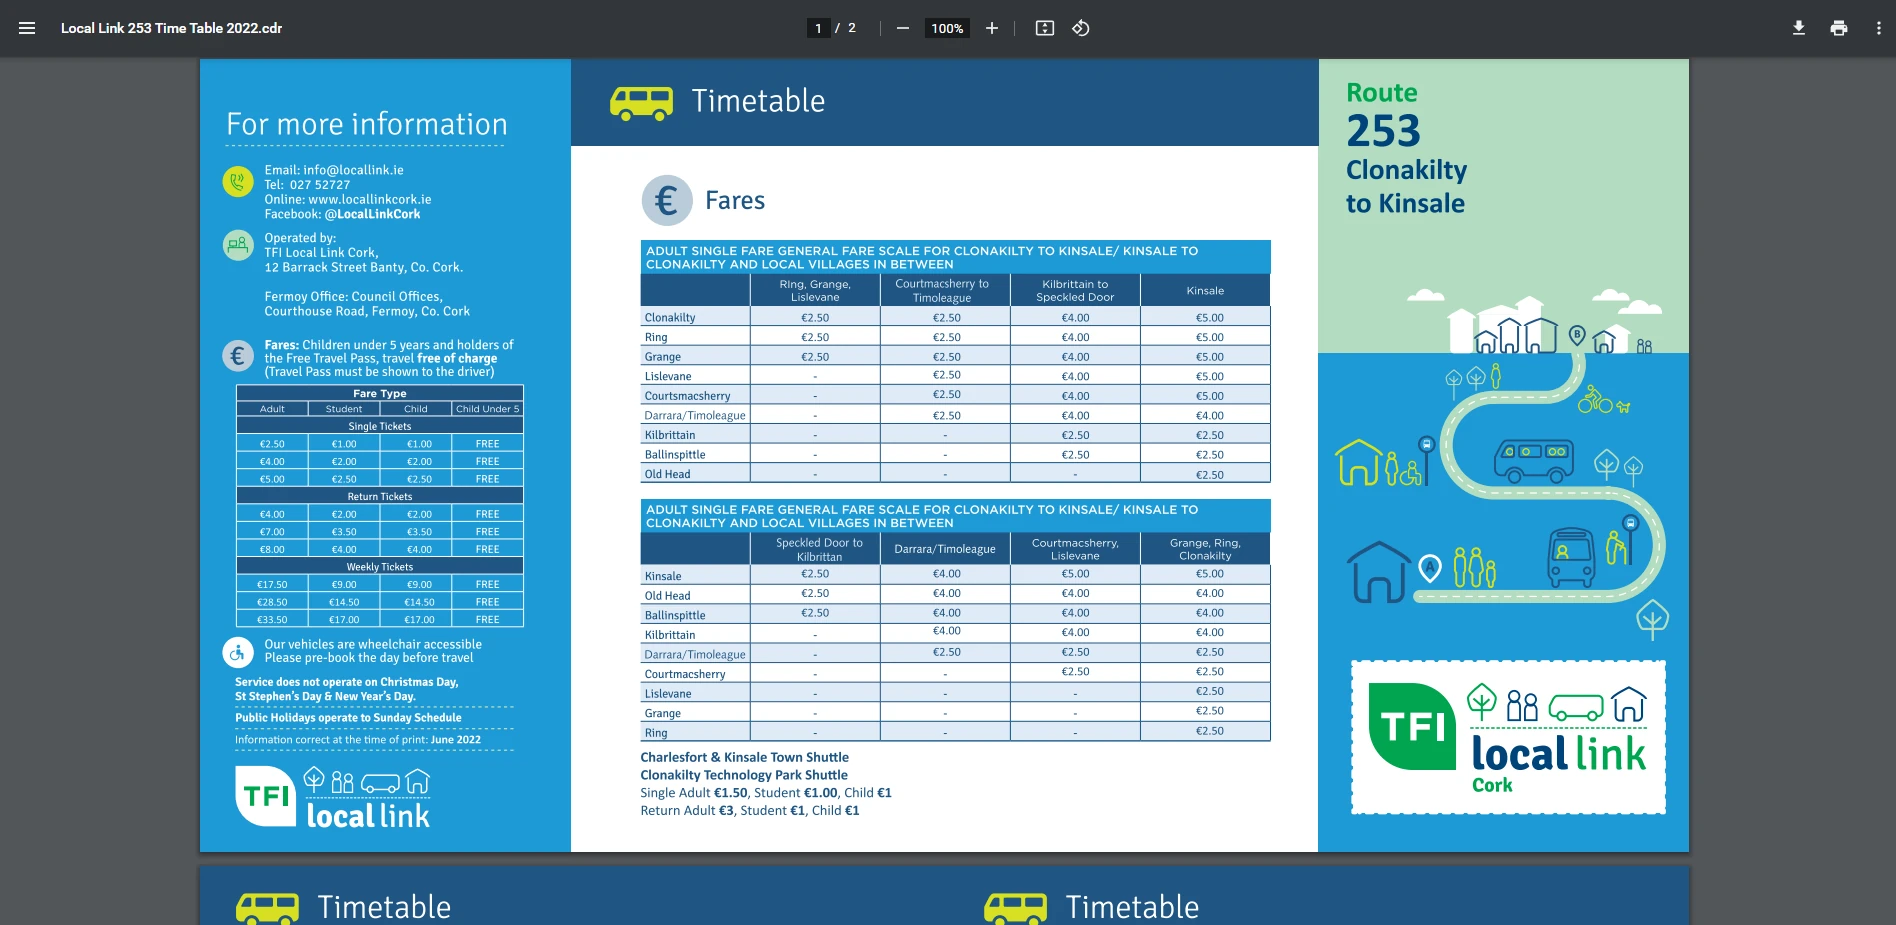 Local Link 253 Time Table 2022.cdr
1 / 2
100%
For more information
Email: info@locallink.ie
Tel: 027 52727
Online: www.locallinkcork.ie
Facebook: @LocalLinkCork
Operated by:
TFI Local Link Cork,
12 Barrack Street Banty, Co. Cork.
Fermoy Office: Council Offices,
Courthouse Road, Fermoy, Co. Cork
€
Fares: Children under 5 years and holders of
the Free Travel Pass, travel free of charge
(Travel Pass must be shown to the driver)
Fare Type
Adult Student Child Child Under 5
Single Tickets
€2.50 €1.00 €1.00 FREE
€4.00 €2.00 €2.00 FREE
€5.00 €2.50 €2.50 FREE
Return Tickets
€4.00 €2.00 €2.00 FREE
€7.00 €3.50 €3.50 FREE
€8.00 €4.00 €4.00 FREE
Weekly Tickets
€17.50 €9.00 €9.00 FREE
€28.50 €14.50 €14.50 FREE
€33.50 €17.00 €17.00 FREE
Our vehicles are wheelchair accessible
Please pre-book the day before travel
Service does not operate on Christmas Day,
St Stephen's Day & New Year's Day.
Public Holidays operate to Sunday Schedule
Information correct at the time of print: June 2022
TFI
local link
Timetable
€ Fares
ADULT SINGLE FARE GENERAL FARE SCALE FOR CLONAKILTY TO KINSALE/ KINSALE TO
CLONAKILTY AND LOCAL VILLAGES IN BETWEEN
RIng, Grange, Courtmacsherry to Kilbrittain to Kinsale
Lislevane Timoleague Speckled Door
Clonakilty €2.50 €2.50 €4.00 €5.00
Ring €2.50 €2.50 €4.00 €5.00
Grange €2.50 €2.50 €4.00 €5.00
Lislevane - €2.50 €4.00 €5.00
Courtsmacsherry - €2.50 €4.00 €5.00
Darrara/Timoleague - €2.50 €4.00 €4.00
Kilbrittain - - €2.50 €2.50
Ballinspittle - - €2.50 €2.50
Old Head - - - €2.50
ADULT SINGLE FARE GENERAL FARE SCALE FOR CLONAKILTY TO KINSALE/ KINSALE TO
CLONAKILTY AND LOCAL VILLAGES IN BETWEEN
Speckled Door to Darrara/Timoleague Courtmacsherry, Grange, Ring,
Kilbrittan Lislevane Clonakilty
Kinsale €2.50 €4.00 €5.00 €5.00
Old Head €2.50 €4.00 €4.00 €4.00
Ballinspittle €2.50 €4.00 €4.00 €4.00
Kilbrittain - €4.00 €4.00 €4.00
Darrara/Timoleague - €2.50 €2.50 €2.50
Courtmacsherry - - €2.50 €2.50
Lislevane - - - €2.50
Grange - - - €2.50
Ring - - - €2.50
Charlesfort & Kinsale Town Shuttle
Clonakilty Technology Park Shuttle
Single Adult €1.50, Student €1.00, Child €1
Return Adult €3, Student €1, Child €1
Route
253
Clonakilty
to Kinsale
B
A
TFI
local link
Cork
Timetable
Timetable